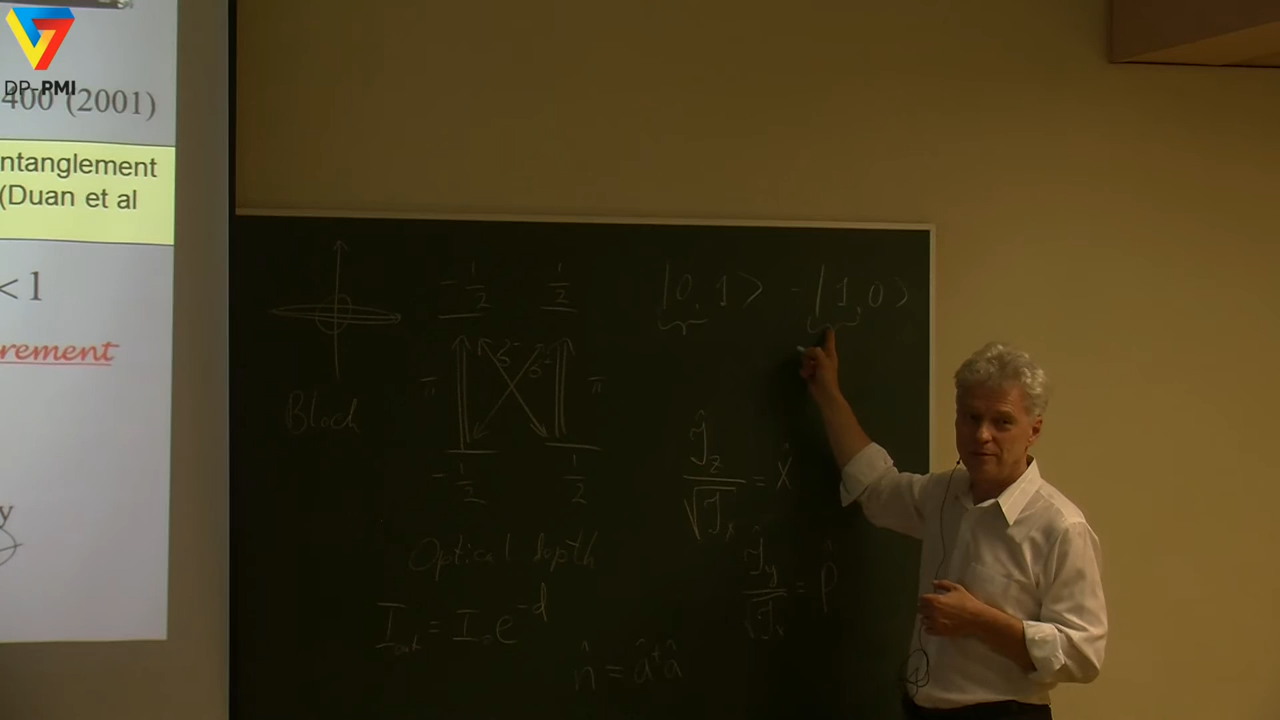 DP-PMI
400 (2001)
ntanglement
(Duan et al
< 1
rement
y
-1/2 1/2
|0, 1> - |1, 0>
π σ⁻ σ⁻ π
Bloch
-1/2 1/2
Ĵz/√Jx = x̂
Optical depth
Ĵy/√Jx = p̂
Iout = I₀e^-d
n̂ = â⁺â